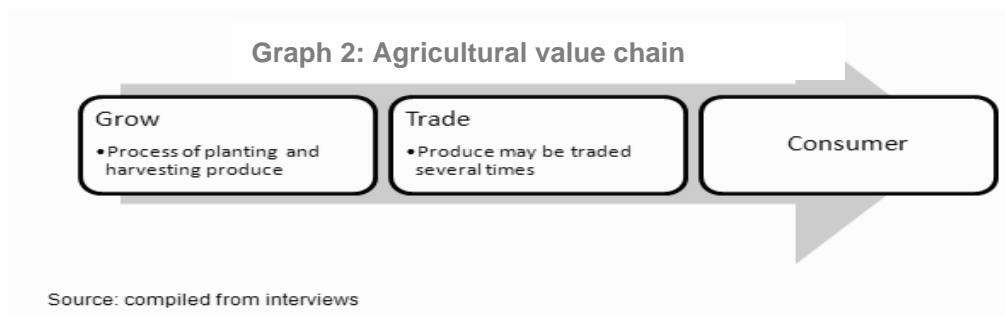 Graph 2: Agricultural value chain
Grow
•Process of planting and
harvesting produce
Trade
•Produce may be traded
several times
Consumer
Source: compiled from interviews